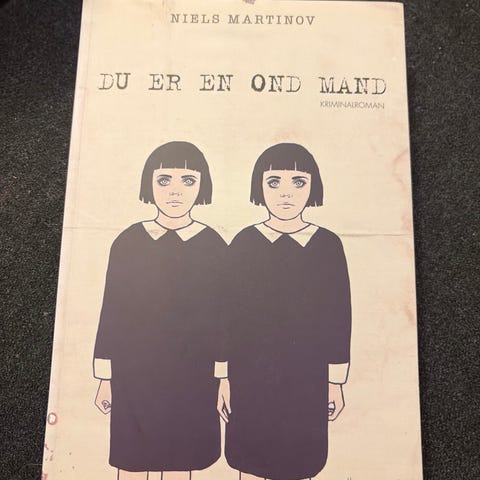 NIELS MARTINOV
DU ER EN OND MAND
KRIMINALROMAN